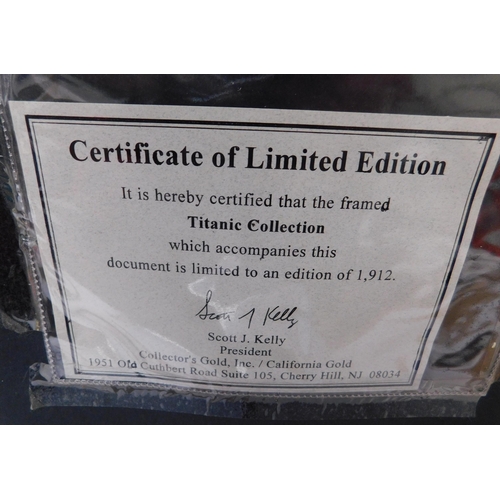 Certificate of Limited Edition
It is hereby certified that the framed
Titanic Collection
which accompanies this
document is limited to an edition of 1,912.
Scott J Kelly
Scott J. Kelly
President
Collector's Gold, Inc. / California Gold
1951 Old Cuthbert Road Suite 105, Cherry Hill, NJ 08034